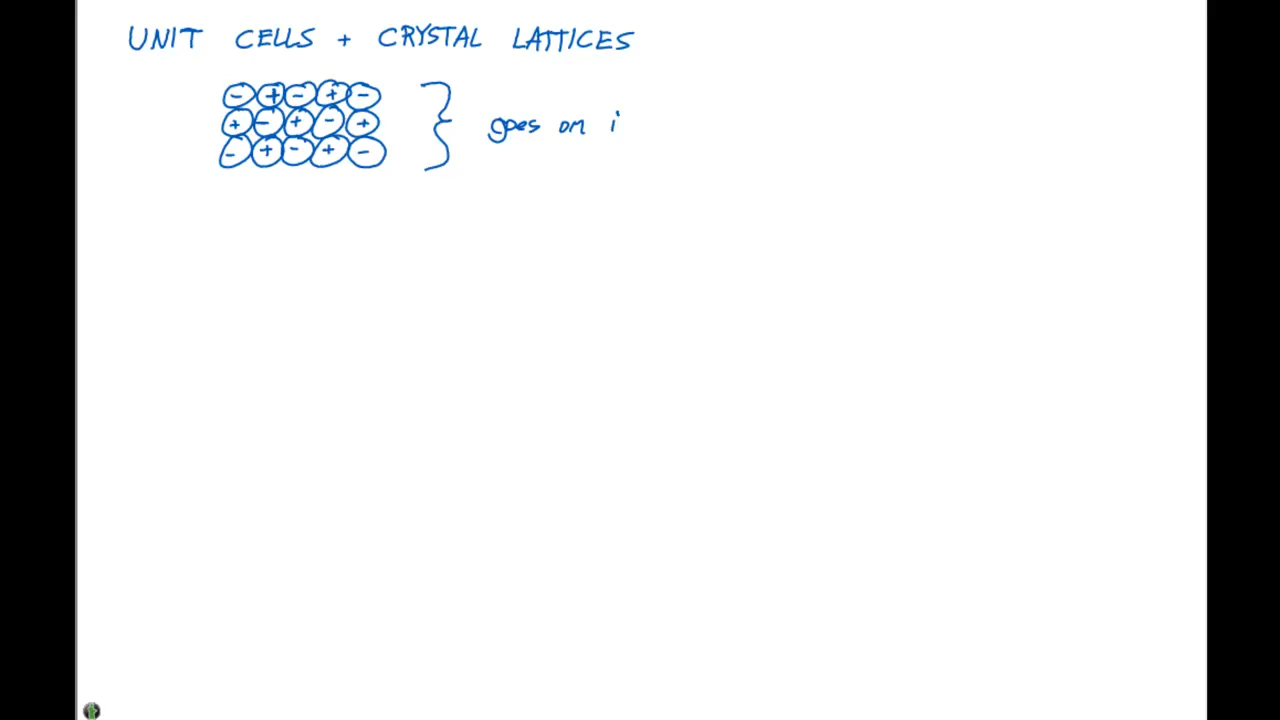 UNIT CELLS + CRYSTAL LATTICES
- + - + -
+ - + - +
- + - + -
goes on i